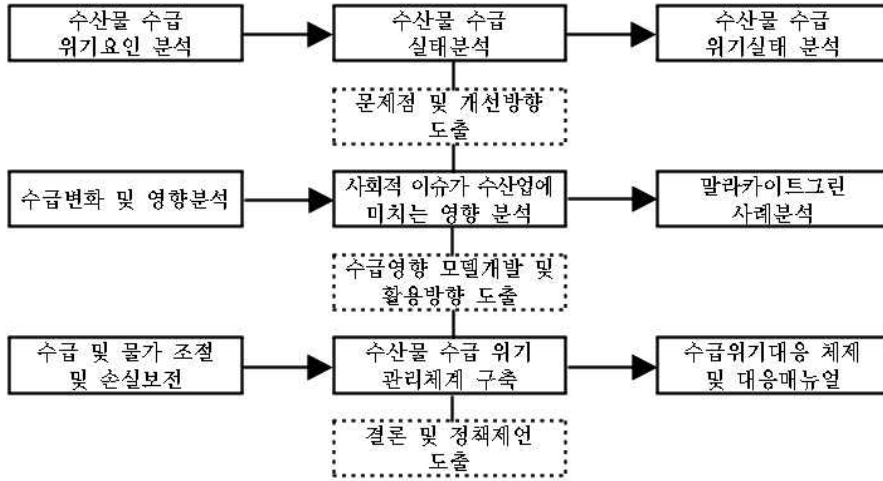 수산물 수급
위기요인 분석
수산물 수급
실태분석
수산물 수급
위기실태 분석
문제점 및 개선방향
도출
수급변화 및 영향분석
사회적 이슈가 수산업에
미치는 영향 분석
말라카이트그린
사례분석
수급영향 모델개발 및
활용방향 도출
수급 및 물가 조절
및 손실보전
수산물 수급 위기
관리체계 구축
수급위기대응 체제
및 대응매뉴얼
결론 및 정책제언
도출